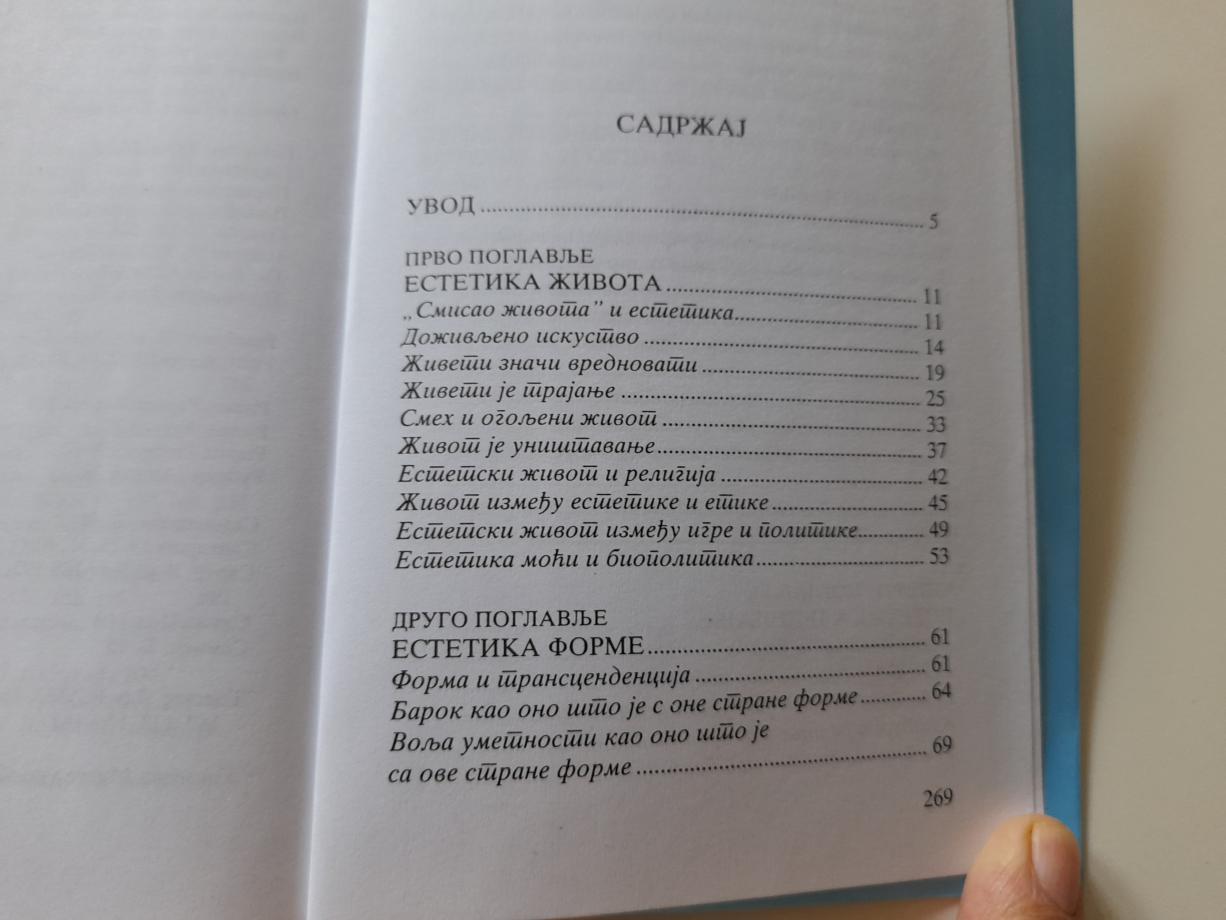 САДРЖАЈ
УВОД 5
ПРВО ПОГЛАВЉЕ
ЕСТЕТИКА ЖИВОТА 11
„Смисао живота” и естетика 11
Доживљено искуство 14
Живети значи вредновати 19
Живети је трајање 25
Смех и огољени живот 33
Живот је уништавање 37
Естетски живот и религија 42
Живот између естетике и етике 45
Естетски живот између игре и политике 49
Естетика моћи и биополитика 53
ДРУГО ПОГЛАВЉЕ
ЕСТЕТИКА ФОРМЕ 61
Форма и трансценденција 61
Барок као оно што је с оне стране форме 64
Воља уметности као оно што је
са ове стране форме 69
269